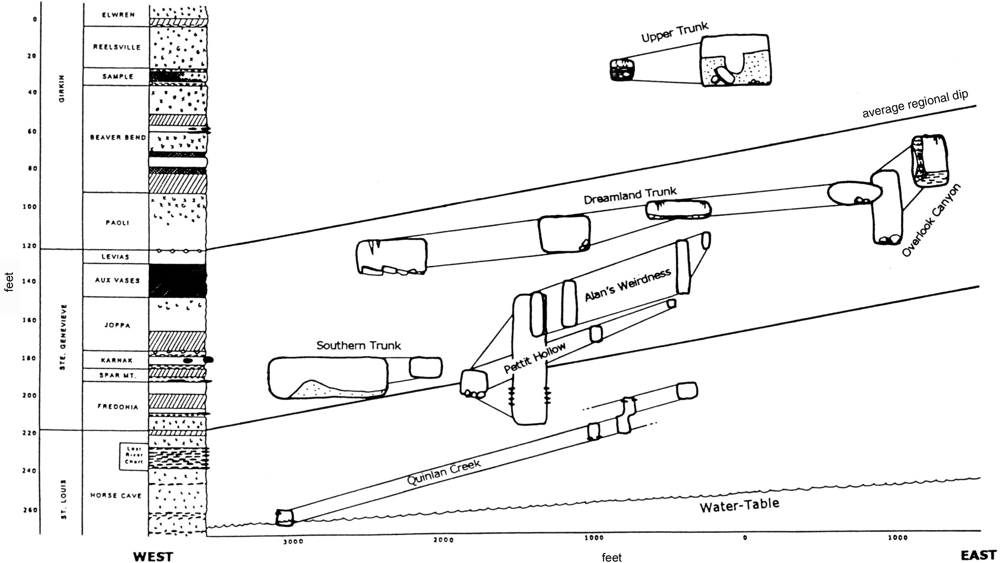 ELWREN
0
REELSVILLE
20
SAMPLE
40
GIRKIN
60
BEAVER BEND
80
100
PAOLI
120
LEVIAS
AUX VASES
140
feet
160
JOPPA
STE. GENEVIEVE
180
KARNAK
SPAR MT.
200
FREDONIA
220
Lost
River
Chert
240
HORSE CAVE
ST. LOUIS
260
Upper Trunk
average regional dip
Dreamland Trunk
Overlook Canyon
Alan's Weirdness
Southern Trunk
Pettit Hollow
Quinlan Creek
Water-Table
3000
2000
1000
0
1000
WEST
feet
EAST